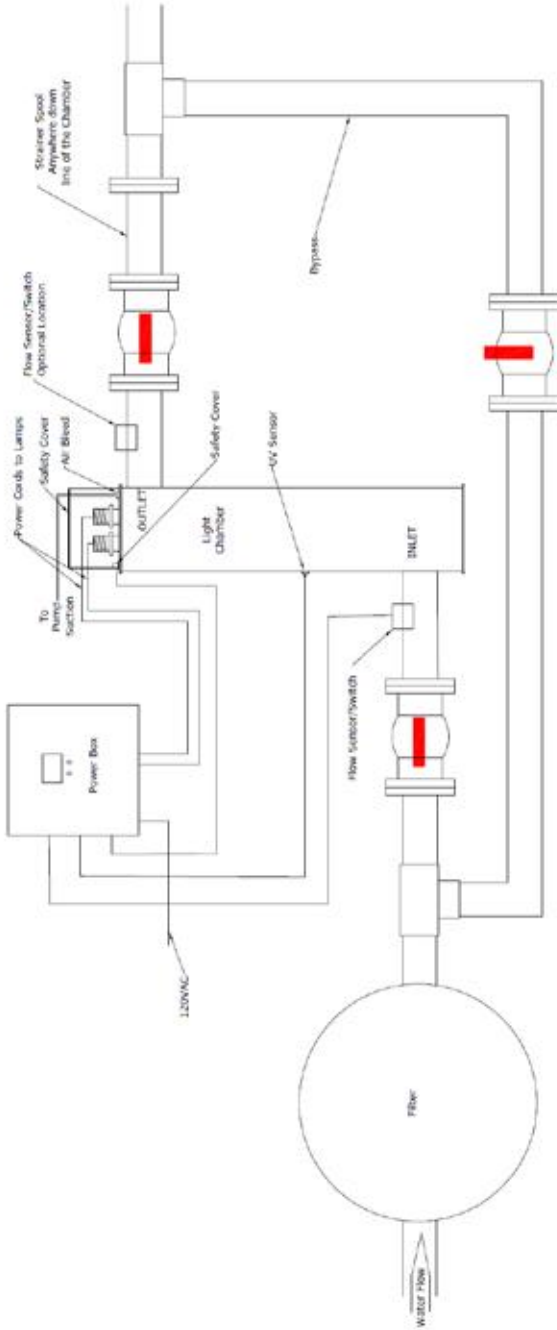 Strainer Spool
Anywhere down
line of the Chamber
Flow Sensor/Switch
Optional Location
Power Cords to Lamps
Safety Cover
Air Bleed
To
Pump
Suction
OUTLET
Safety Cover
Light
Chamber
UV Sensor
INLET
Bypass
Power Box
Flow Sensor/Switch
120VAC
Filter
Water Flow